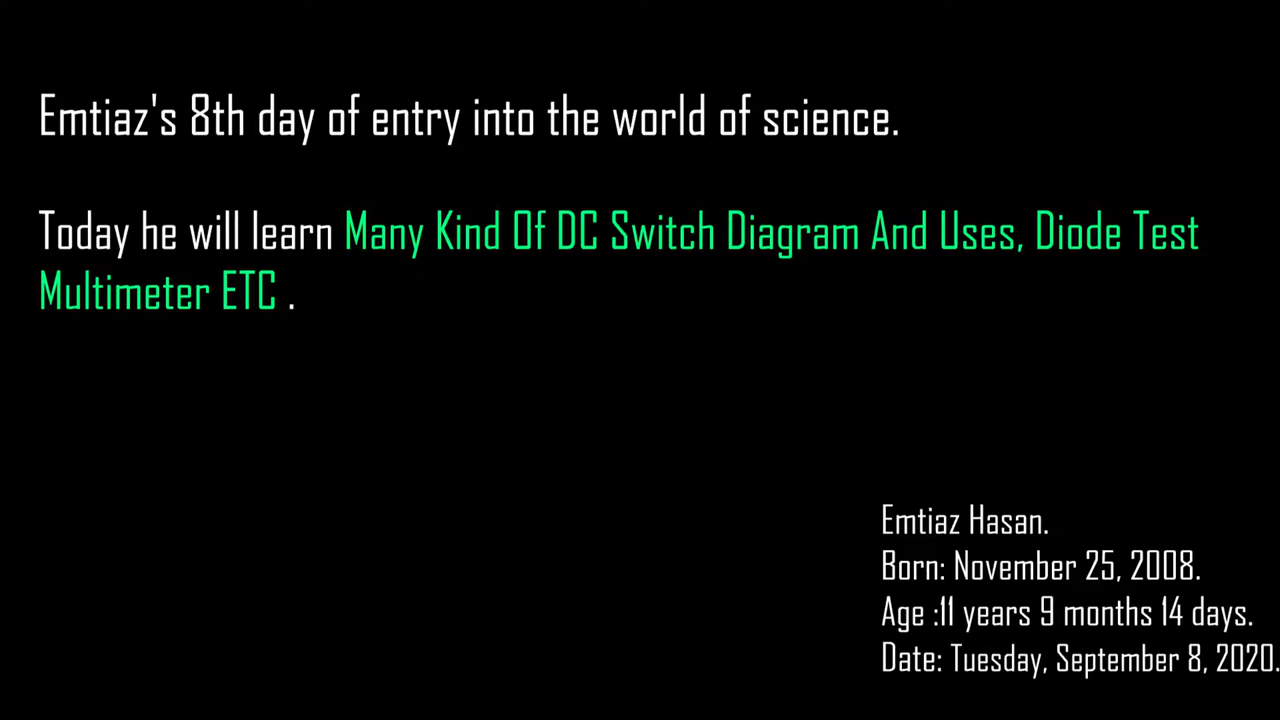 Emtiaz's 8th day of entry into the world of science.
Today he will learn Many Kind Of DC Switch Diagram And Uses, Diode Test
Multimeter ETC .
Emtiaz Hasan.
Born: November 25, 2008.
Age :11 years 9 months 14 days.
Date: Tuesday, September 8, 2020.